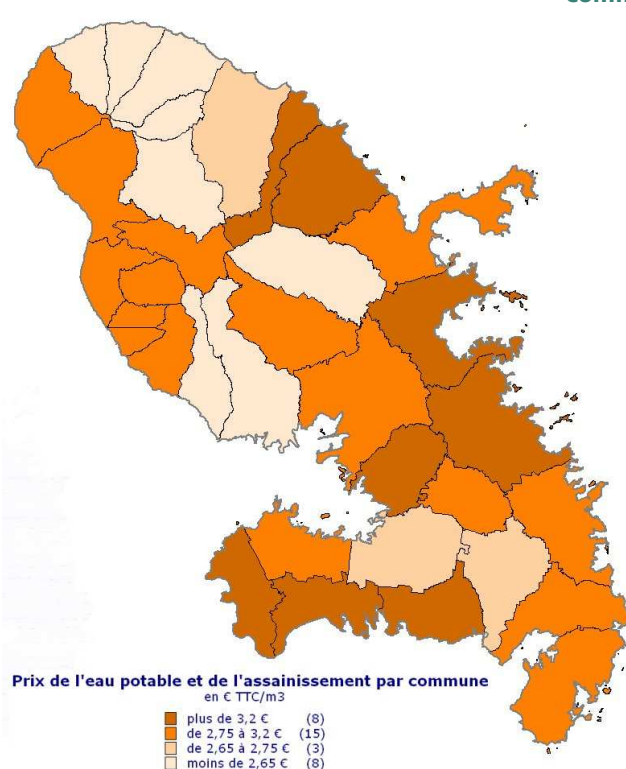 Prix de l'eau potable et de l'assainissement par commune
en € TTC/m3
plus de 3,2 € (8)
de 2,75 à 3,2 € (15)
de 2,65 à 2,75 € (3)
moins de 2,65 € (8)